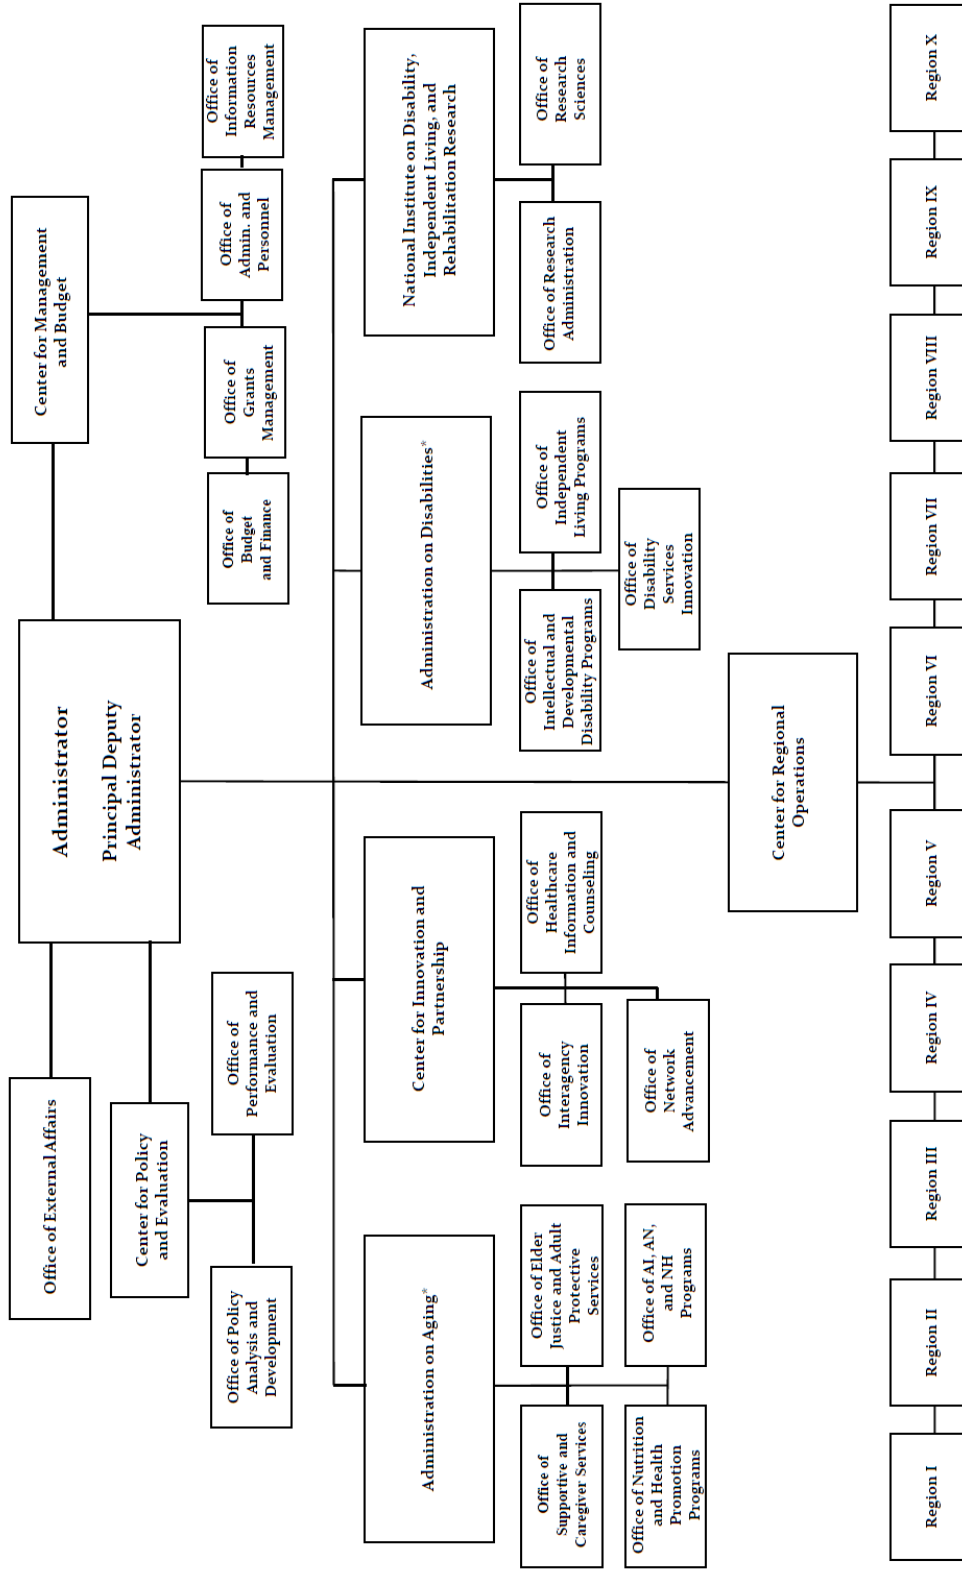 Administrator
Principal Deputy
Administrator
Office of External Affairs
Center for Policy
and Evaluation
Office of Policy
Analysis and
Development
Office of
Performance and
Evaluation
Center for Management
and Budget
Office of
Budget
and Finance
Office of
Grants
Management
Office of
Admin. and
Personnel
Office of
Information
Resources
Management
Administration on Aging*
Office of
Supportive and
Caregiver Services
Office of Elder
Justice and Adult
Protective
Services
Office of Nutrition
and Health
Promotion
Programs
Office of AI, AN,
and NH
Programs
Center for Innovation and
Partnership
Office of
Interagency
Innovation
Office of
Healthcare
Information and
Counseling
Office of
Network
Advancement
Administration on Disabilities*
Office of
Intellectual and
Developmental
Disability Programs
Office of
Independent
Living Programs
Office of
Disability
Services
Innovation
National Institute on Disability,
Independent Living, and
Rehabilitation Research
Office of Research
Administration
Office of
Research
Sciences
Center for Regional
Operations
Region I
Region II
Region III
Region IV
Region V
Region VI
Region VII
Region VIII
Region IX
Region X